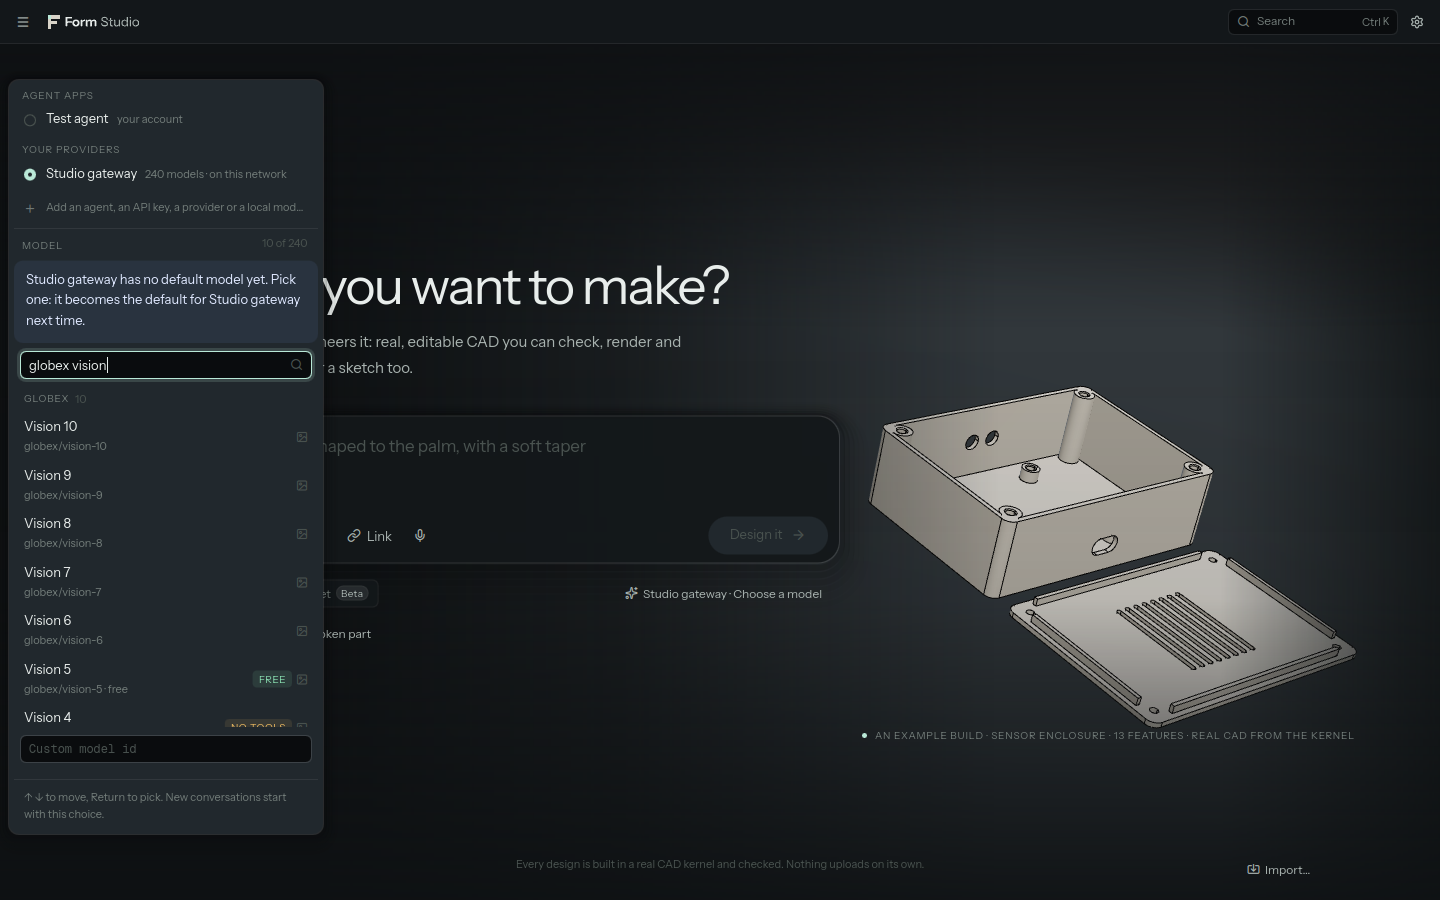 Form Studio
Search
Ctrl K
AGENT APPS
Test agent your account
YOUR PROVIDERS
Studio gateway 240 models · on this network
+ Add an agent, an API key, a provider or a local mod...
MODEL
10 of 240
Studio gateway has no default model yet. Pick
one: it becomes the default for Studio gateway
next time.
globex vision
GLOBEX 10
Vision 10
globex/vision-10
Vision 9
globex/vision-9
Vision 8
globex/vision-8
Vision 7
globex/vision-7
Vision 6
globex/vision-6
Vision 5
globex/vision-5 · free
FREE
Vision 4
NO TOOLS
Custom model id
↑ ↓ to move, Return to pick. New conversations start
with this choice.
you want to make?
neers it: real, editable CAD you can check, render and
a sketch too.
haped to the palm, with a soft taper
Link
Design it →
et Beta
Studio gateway · Choose a model
oken part
AN EXAMPLE BUILD · SENSOR ENCLOSURE · 13 FEATURES · REAL CAD FROM THE KERNEL
Every design is built in a real CAD kernel and checked. Nothing uploads on its own.
Import...